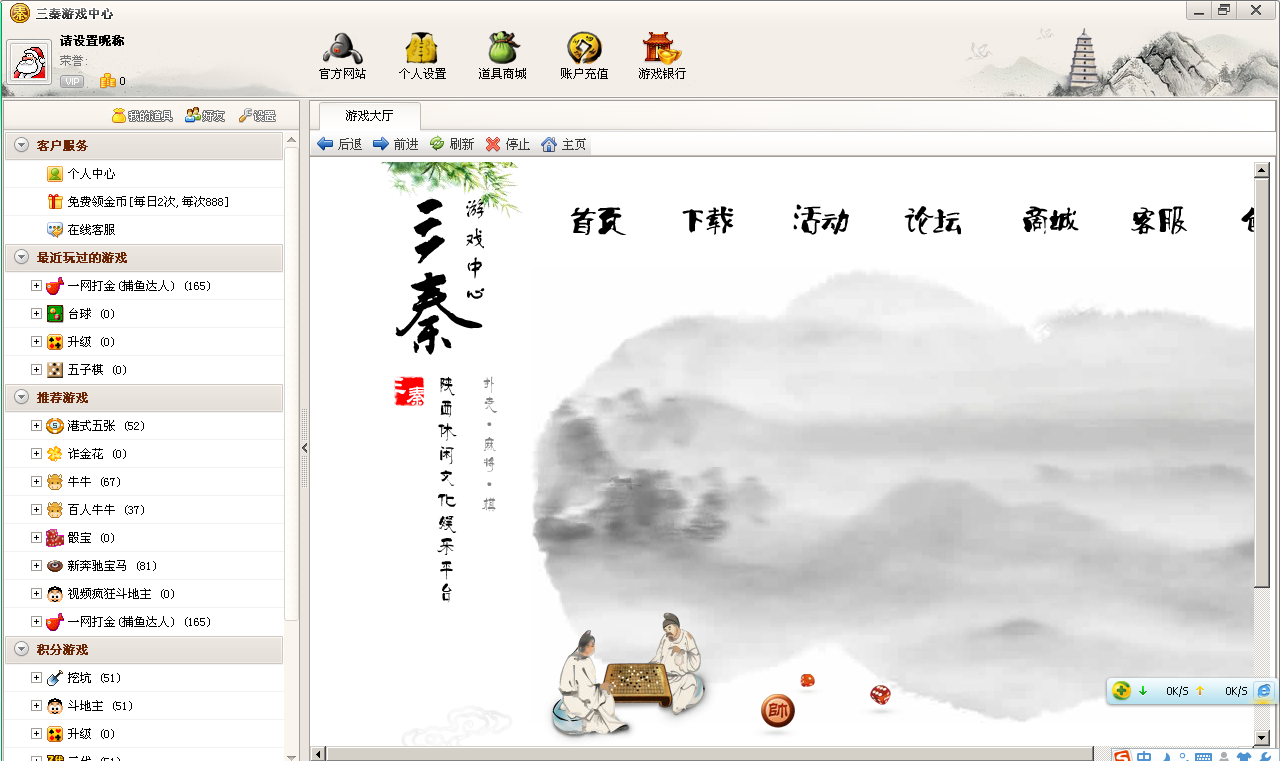 三秦游戏中心
请设置昵称
荣誉:
VIP 0
官方网站 个人设置 道具商城 账户充值 游戏银行
我的道具 好友 设置
客户服务
个人中心
免费领金币[每日2次,每次888]
在线客服
最近玩过的游戏
一网打金(捕鱼达人) (165)
台球 (0)
升级 (0)
五子棋 (0)
推荐游戏
港式五张 (52)
诈金花 (0)
牛牛 (67)
百人牛牛 (37)
骰宝 (0)
新奔驰宝马 (81)
视频疯狂斗地主 (0)
一网打金(捕鱼达人) (165)
积分游戏
挖坑 (51)
斗地主 (51)
升级 (0)
游戏大厅
后退 前进 刷新 停止 主页
首页 下载 活动 论坛 商城 客服
三秦
游戏中心
三秦
陕西休闲文化娱乐平台
扑克·麻将·棋
帥
0K/S 0K/S
中